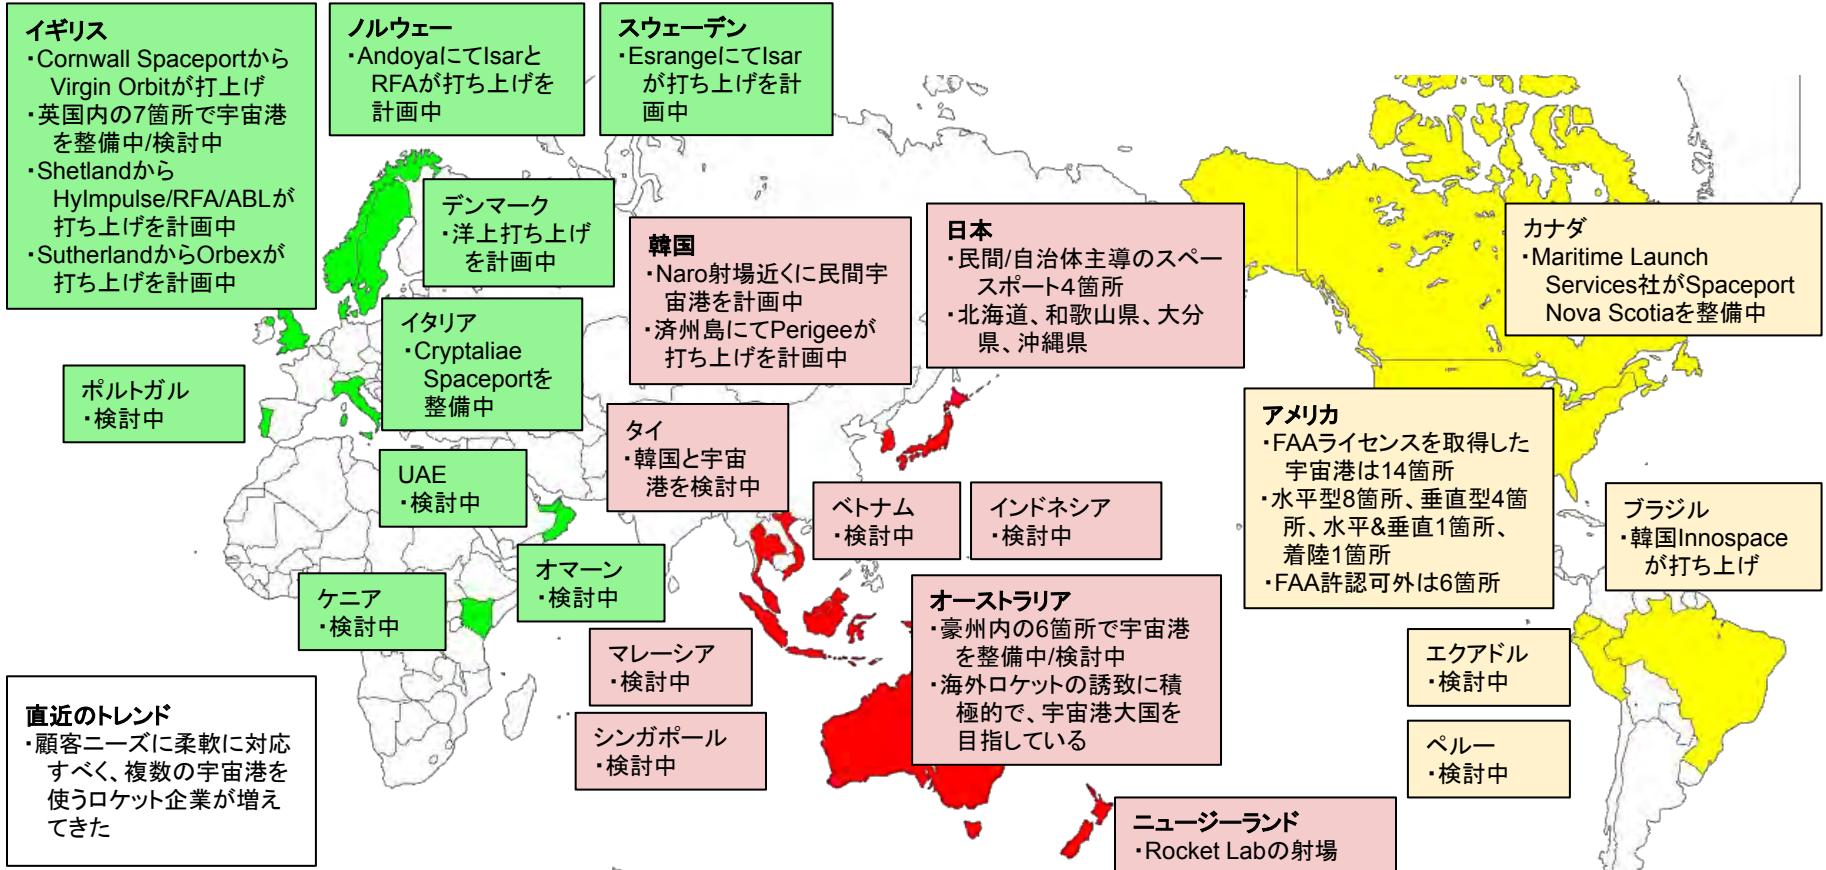 イギリス
・Cornwall Spaceportから
Virgin Orbitが打上げ
・英国内の7箇所で宇宙港
を整備中/検討中
・Shetlandから
HyImpulse/RFA/ABLが
打ち上げを計画中
・SutherlandからOrbexが
打ち上げを計画中
ノルウェー
・AndoyaにてIsarと
RFAが打ち上げを
計画中
スウェーデン
・EsrangeにてIsar
が打ち上げを計
画中
デンマーク
・洋上打ち上げ
を計画中
韓国
・Naro射場近くに民間宇
宙港を計画中
・済州島にてPerigeeが
打ち上げを計画中
日本
・民間/自治体主導のスペー
スポート4箇所
・北海道、和歌山県、大分
県、沖縄県
カナダ
・Maritime Launch
Services社がSpaceport
Nova Scotiaを整備中
イタリア
・Cryptaliae
Spaceportを
整備中
ポルトガル
・検討中
タイ
・韓国と宇宙
港を検討中
アメリカ
・FAAライセンスを取得した
宇宙港は14箇所
・水平型8箇所、垂直型4箇
所、水平&垂直1箇所、
着陸1箇所
・FAA許認可外は6箇所
UAE
・検討中
ベトナム
・検討中
インドネシア
・検討中
ブラジル
・韓国Innospace
が打ち上げ
オマーン
・検討中
ケニア
・検討中
オーストラリア
・豪州内の6箇所で宇宙港
を整備中/検討中
・海外ロケットの誘致に積
極的で、宇宙港大国を
目指している
マレーシア
・検討中
エクアドル
・検討中
直近のトレンド
・顧客ニーズに柔軟に対応
すべく、複数の宇宙港を
使うロケット企業が増え
てきた
シンガポール
・検討中
ペルー
・検討中
ニュージーランド
・Rocket Labの射場